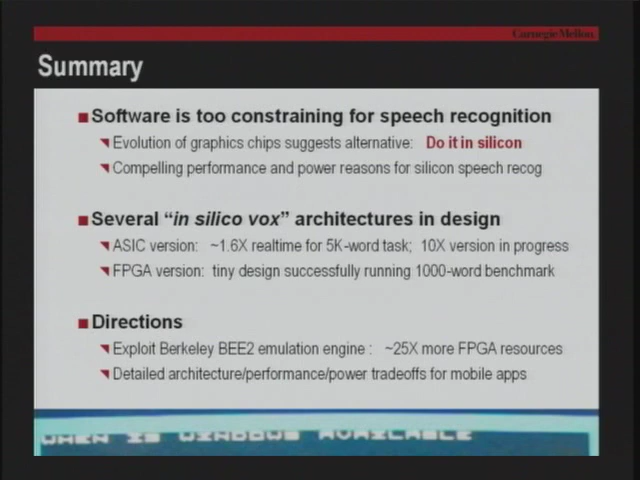 Carnegie Mellon
Summary
Software is too constraining for speech recognition
Evolution of graphics chips suggests alternative: Do it in silicon
Compelling performance and power reasons for silicon speech recog
Several “in silico vox” architectures in design
ASIC version: ~1.6X realtime for 5K-word task; 10X version in progress
FPGA version: tiny design successfully running 1000-word benchmark
Directions
Exploit Berkeley BEE2 emulation engine : ~25X more FPGA resources
Detailed architecture/performance/power tradeoffs for mobile apps
WHEN IS WINDOWS AVAILABLE